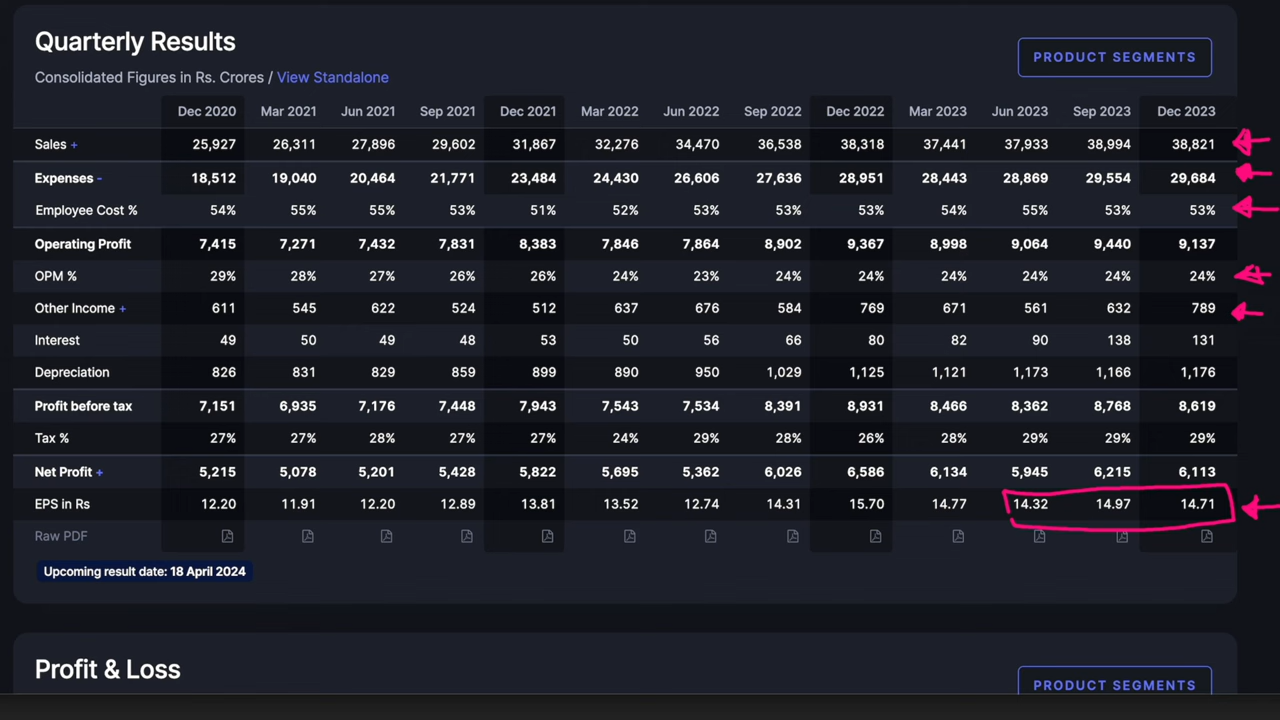 Quarterly Results
PRODUCT SEGMENTS
Consolidated Figures in Rs. Crores / View Standalone
Dec 2020 Mar 2021 Jun 2021 Sep 2021 Dec 2021 Mar 2022 Jun 2022 Sep 2022 Dec 2022 Mar 2023 Jun 2023 Sep 2023 Dec 2023
Sales + 25,927 26,311 27,896 29,602 31,867 32,276 34,470 36,538 38,318 37,441 37,933 38,994 38,821
Expenses - 18,512 19,040 20,464 21,771 23,484 24,430 26,606 27,636 28,951 28,443 28,869 29,554 29,684
Employee Cost % 54% 55% 55% 53% 51% 52% 53% 53% 53% 54% 55% 53% 53%
Operating Profit 7,415 7,271 7,432 7,831 8,383 7,846 7,864 8,902 9,367 8,998 9,064 9,440 9,137
OPM % 29% 28% 27% 26% 26% 24% 23% 24% 24% 24% 24% 24% 24%
Other Income + 611 545 622 524 512 637 676 584 769 671 561 632 789
Interest 49 50 49 48 53 50 56 66 80 82 90 138 131
Depreciation 826 831 829 859 899 890 950 1,029 1,125 1,121 1,173 1,166 1,176
Profit before tax 7,151 6,935 7,176 7,448 7,943 7,543 7,534 8,391 8,931 8,466 8,362 8,768 8,619
Tax % 27% 27% 28% 27% 27% 24% 29% 28% 26% 28% 29% 29% 29%
Net Profit + 5,215 5,078 5,201 5,428 5,822 5,695 5,362 6,026 6,586 6,134 5,945 6,215 6,113
EPS in Rs 12.20 11.91 12.20 12.89 13.81 13.52 12.74 14.31 15.70 14.77 14.32 14.97 14.71
Raw PDF
Upcoming result date: 18 April 2024
Profit & Loss
PRODUCT SEGMENTS